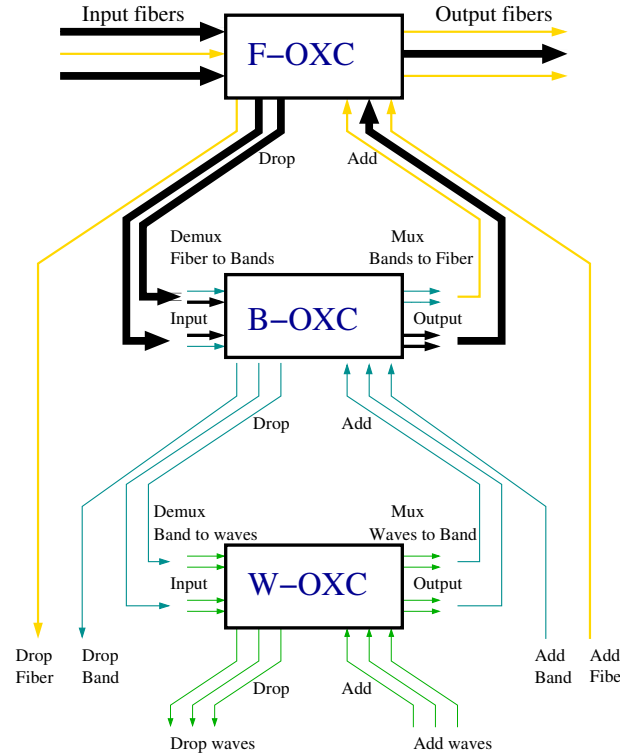 Input fibers
Output fibers
F–OXC
Drop
Add
Demux
Fiber to Bands
Mux
Bands to Fiber
Input
B–OXC
Output
Drop
Add
Demux
Band to waves
Mux
Waves to Band
Input
W–OXC
Output
Drop
Fiber
Drop
Band
Drop
Add
Add
Band
Add
Fibe
Drop waves
Add waves